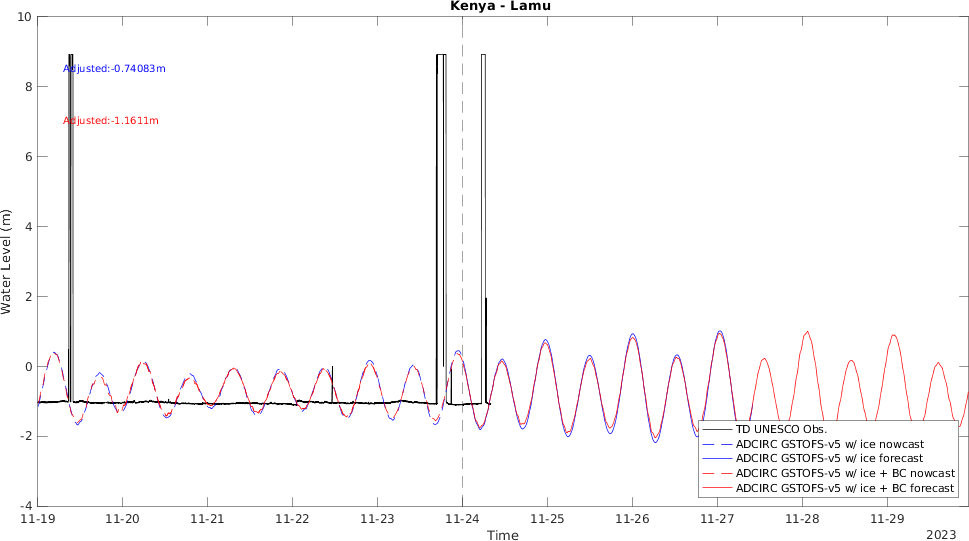 Kenya - Lamu
10
8
6
4
2
0
-2
-4
Water Level (m)
Adjusted:-0.74083m
Adjusted:-1.1611m
TD UNESCO Obs.
ADCIRC GSTOFS-v5 w/ ice nowcast
ADCIRC GSTOFS-v5 w/ ice forecast
ADCIRC GSTOFS-v5 w/ ice + BC nowcast
ADCIRC GSTOFS-v5 w/ ice + BC forecast
11-19 11-20 11-21 11-22 11-23 11-24 11-25 11-26 11-27 11-28 11-29
Time
2023